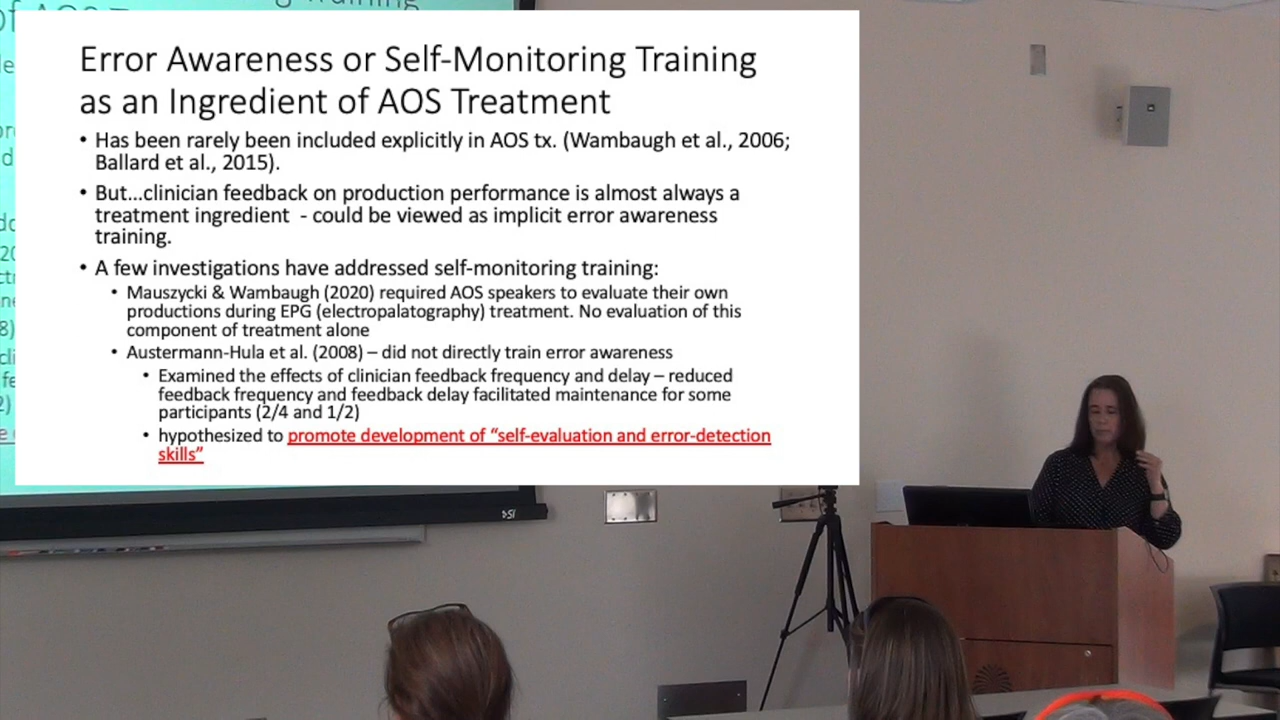 Error Awareness or Self-Monitoring Training
as an Ingredient of AOS Treatment
• Has been rarely been included explicitly in AOS tx. (Wambaugh et al., 2006;
Ballard et al., 2015).
• But...clinician feedback on production performance is almost always a
treatment ingredient - could be viewed as implicit error awareness
training.
• A few investigations have addressed self-monitoring training:
• Mauszycki & Wambaugh (2020) required AOS speakers to evaluate their own
productions during EPG (electropalatography) treatment. No evaluation of this
component of treatment alone
• Austermann-Hula et al. (2008) – did not directly train error awareness
• Examined the effects of clinician feedback frequency and delay – reduced
feedback frequency and feedback delay facilitated maintenance for some
participants (2/4 and 1/2)
• hypothesized to promote development of “self-evaluation and error-detection
skills”